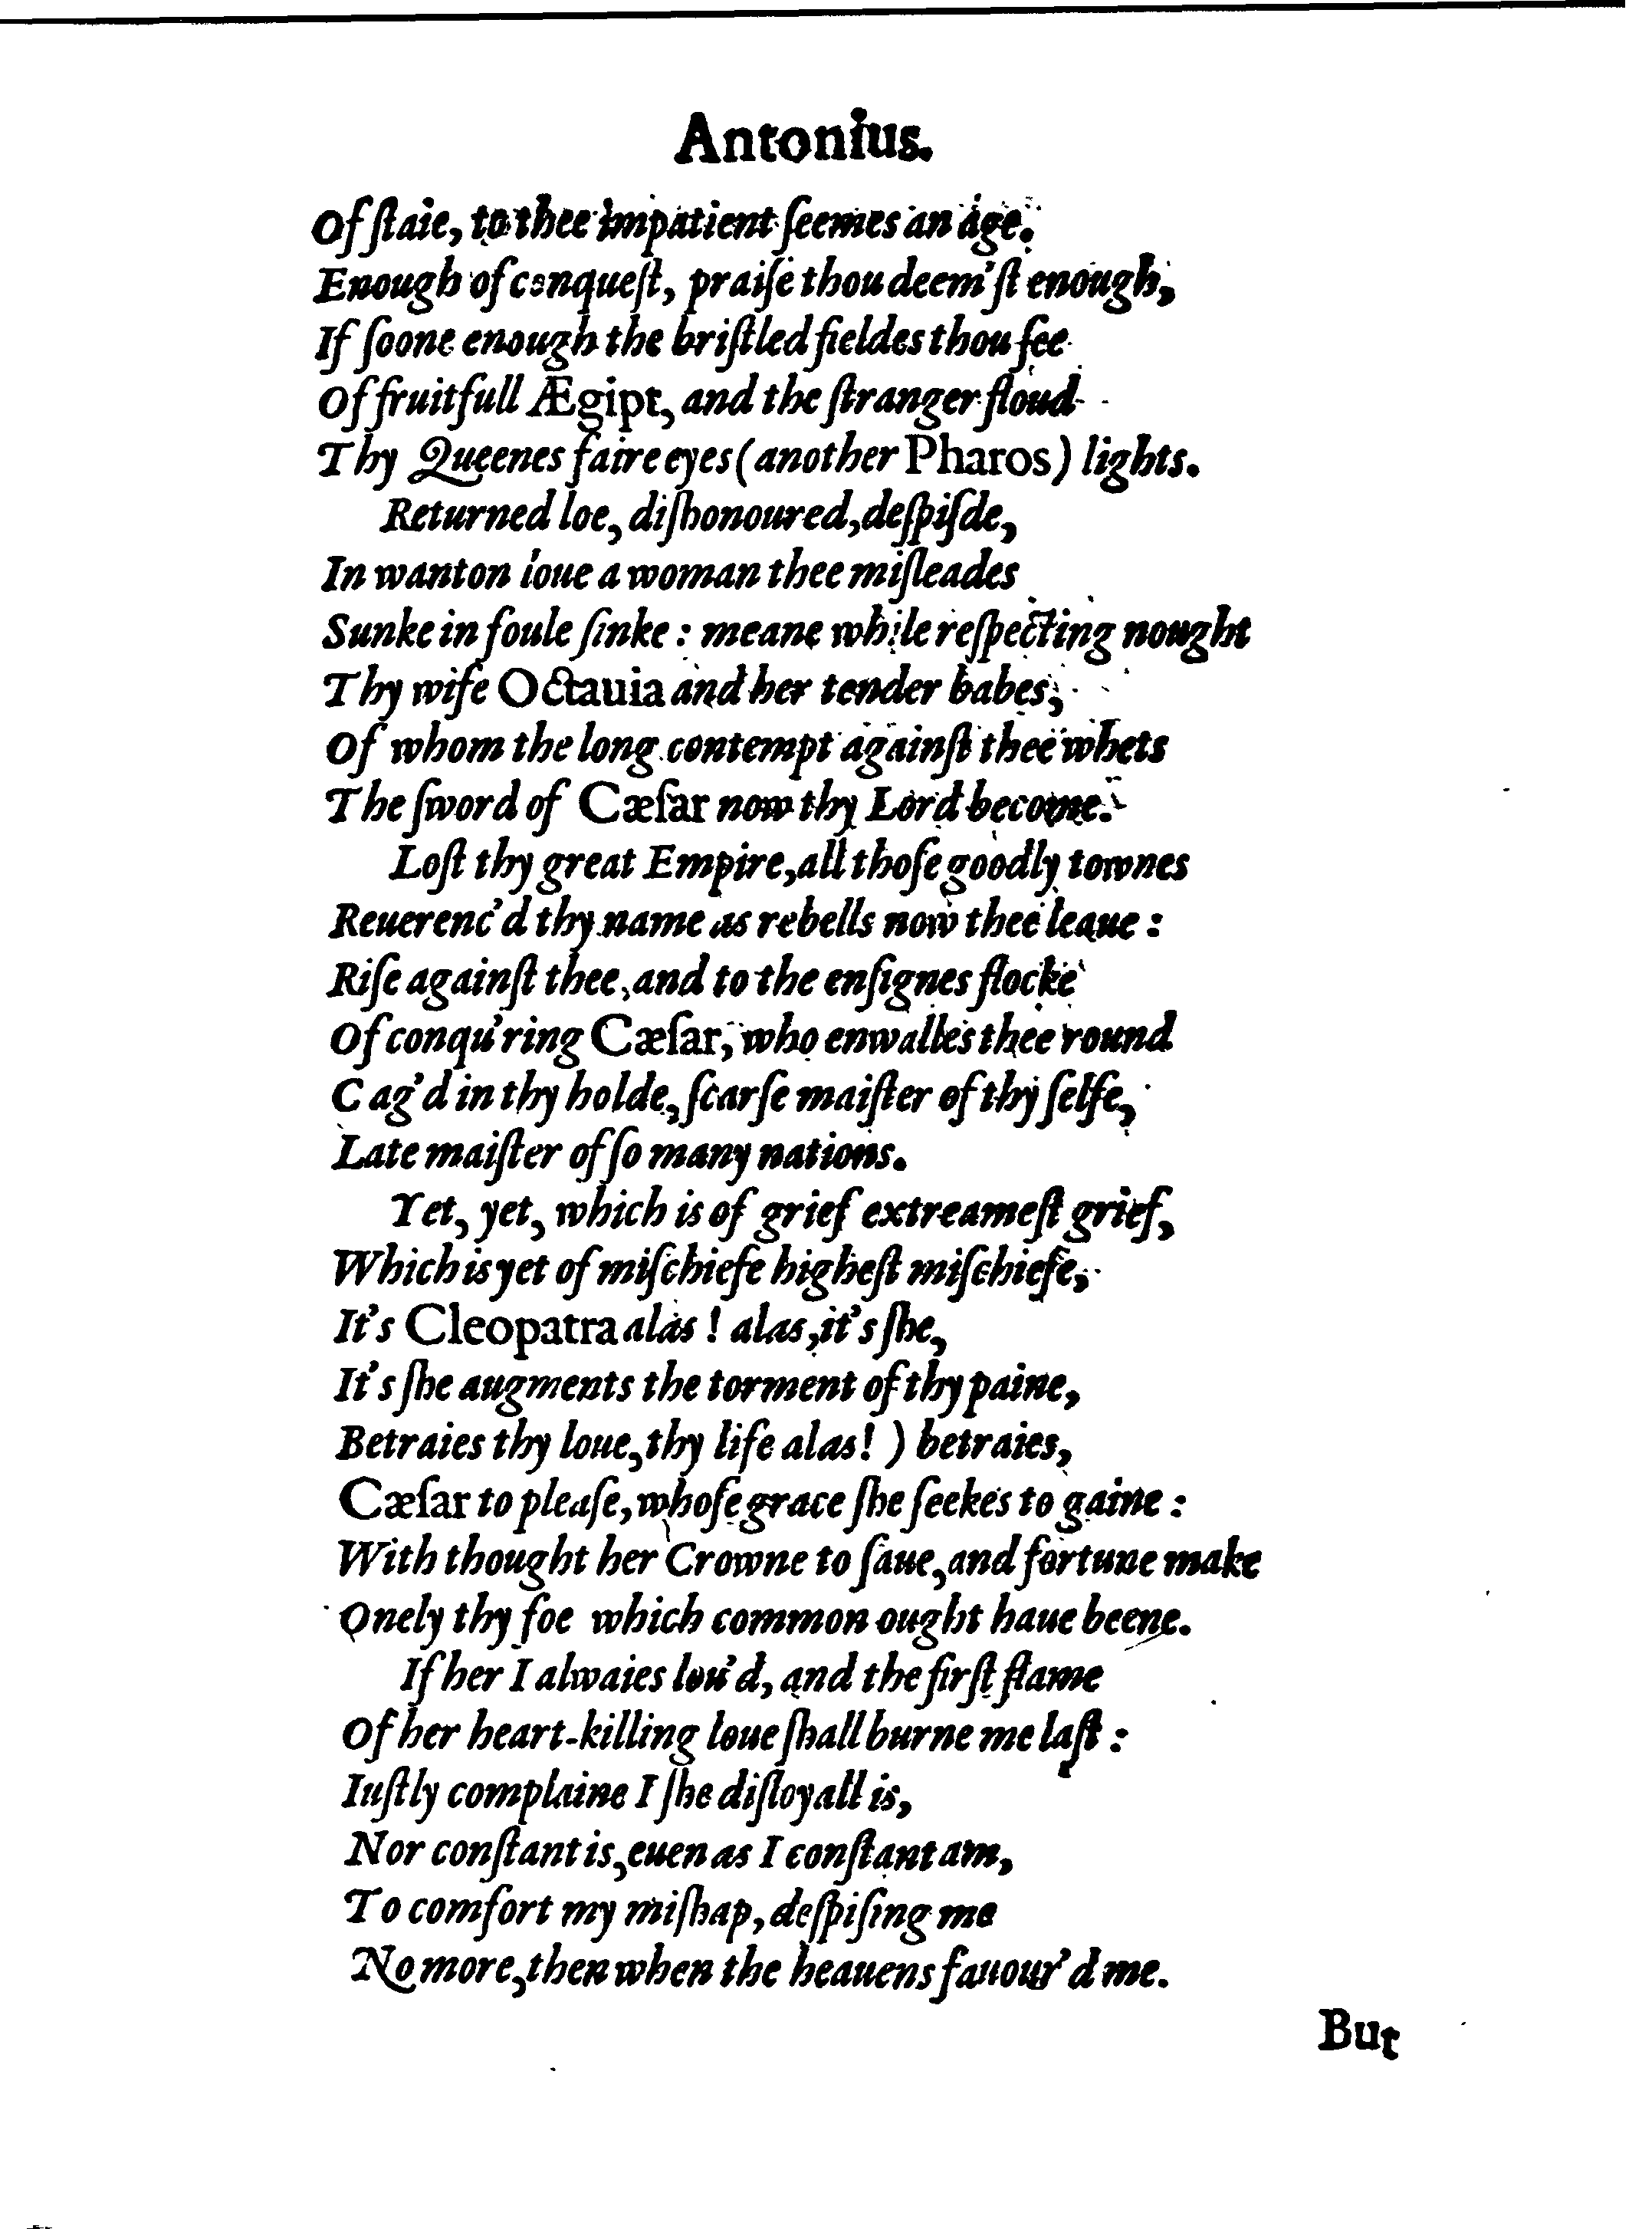 Antonius.
Of ſtaie, to thee impatient ſeemes an age.
Enough of conqueſt, praiſe thou deem'ſt enough,
If ſoone enough the briſtled fieldes thou ſee
Of fruitfull Ægipt, and the ſtranger floud
Thy Queenes faire eyes (another Pharos) lights.
Returned loe, diſhonoured, deſpiſde,
In wanton loue a woman thee miſleades
Sunke in foule ſinke : meane while reſpecting nought
Thy wife Octauia and her tender babes,
Of whom the long contempt againſt thee whets
The ſword of Cæſar now thy Lord become.
Loſt thy great Empire, all thoſe goodly townes
Reuerenc'd thy name as rebells now thee leaue :
Riſe againſt thee, and to the enſignes flocke
Of conqu'ring Cæſar, who enwalles thee round
Cag'd in thy holde, ſcarſe maiſter of thy ſelfe,
Late maiſter of ſo many nations.
Yet, yet, which is of grief extreameſt grief,
Which is yet of miſchiefe higheſt miſchiefe,
It's Cleopatra alas ! alas, it's ſhe,
It's ſhe augments the torment of thy paine,
Betraies thy loue, thy life alas! ) betraies,
Cæſar to pleaſe, whoſe grace ſhe ſeekes to gaine :
With thought her Crowne to ſaue, and fortune make
Onely thy foe which common ought haue beene.
If her I alwaies lou'd, and the firſt flame
Of her heart-killing loue ſhall burne me laſt :
Iuſtly complaine I ſhe diſloyall is,
Nor conſtant is, euen as I conſtant am,
To comfort my miſhap, deſpiſing me
No more, then when the heauens fauour'd me.
But